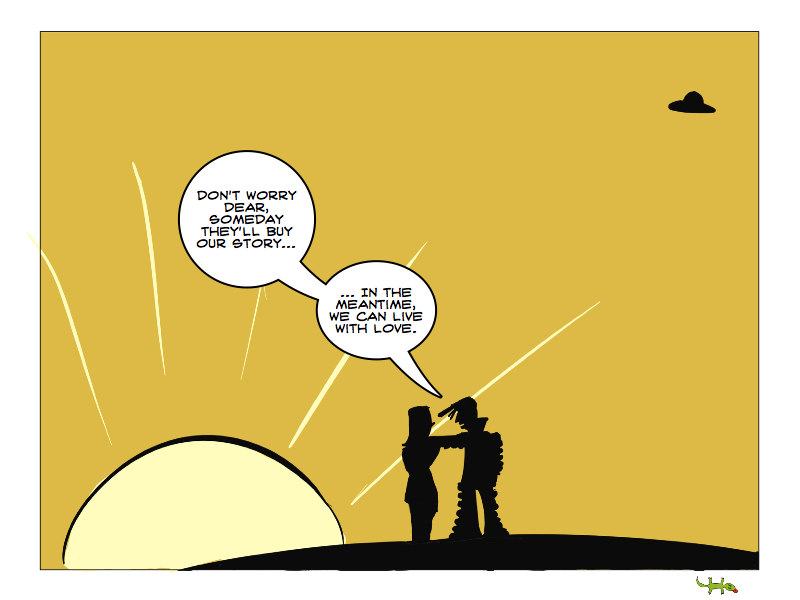 DON'T WORRY
DEAR,
SOMEDAY
THEY'LL BUY
OUR STORY...
... IN THE
MEANTIME,
WE CAN LIVE
WITH LOVE.